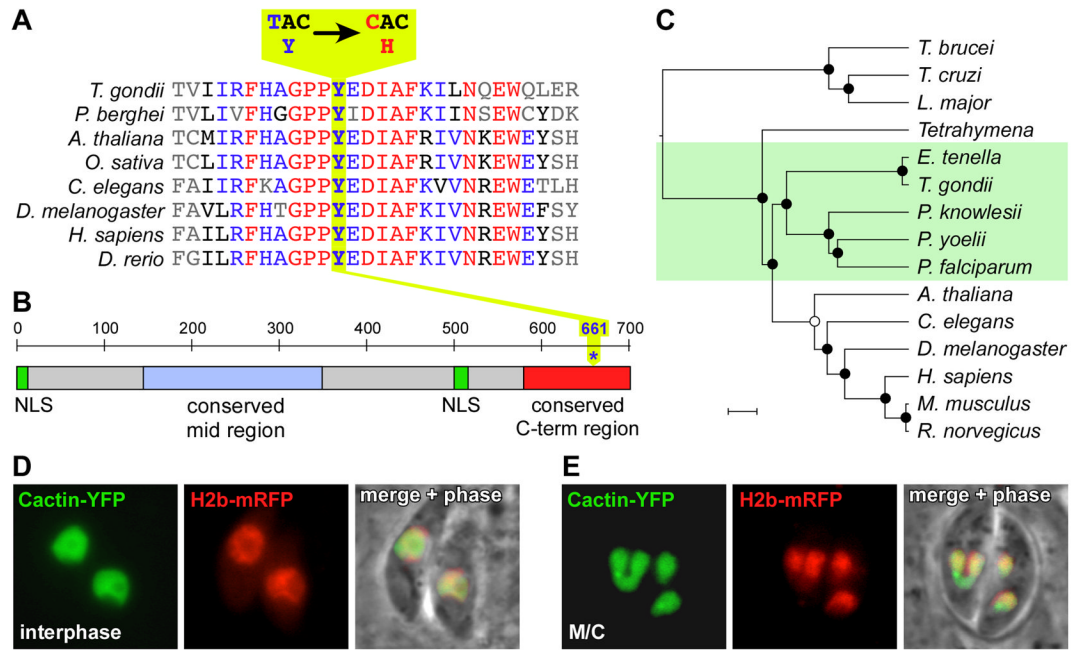 A
TAC CAC
Y H
T. gondii TVIIRFHAGPPYEDIAFKILNQEWQLER
P. berghei TVLIVFHGGPPYIDIAFKIINSEWCYDK
A. thaliana TCMIRFHAGPPYEDIAFRIVNKEWEYSH
O. sativa TCLIRFHAGPPYEDIAFRIVNKEWEYSH
C. elegans FAIIRFKAGPPYEDIAFKVVNREWETLH
D. melanogaster FAVLRFHTGPPYEDIAFKIVNREWEFSY
H. sapiens FAILRFHAGPPYEDIAFKIVNREWEYSH
D. rerio FGILRFHAGPPYEDIAFKIVNREWEYSH
B
0 100 200 300 400 500 600 661 700
*
NLS conserved NLS conserved
mid region C-term region
C
T. brucei
T. cruzi
L. major
Tetrahymena
E. tenella
T. gondii
P. knowlesii
P. yoelii
P. falciparum
A. thaliana
C. elegans
D. melanogaster
H. sapiens
M. musculus
R. norvegicus
D
Cactin-YFP H2b-mRFP merge + phase
interphase
E
Cactin-YFP H2b-mRFP merge + phase
M/C